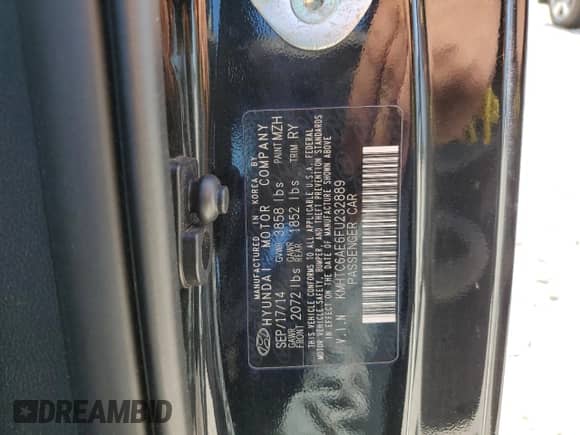 MANUFACTURED IN KOREA BY
HYUNDAI MOTOR COMPANY
SEP/17/14 GVWR 3858 lbs PAINT MZH
GAWR FRONT 2072 lbs GAWR REAR 1852 lbs TRIM RY
THIS VEHICLE CONFORMS TO ALL APPLICABLE U.S.A. FEDERAL
MOTOR VEHICLE SAFETY, BUMPER, AND THEFT PREVENTION STANDARDS
IN EFFECT ON THE DATE OF MANUFACTURE SHOWN ABOVE
V.I.N KMHTC6AE6FU232889
PASSENGER CAR
DREAMBID